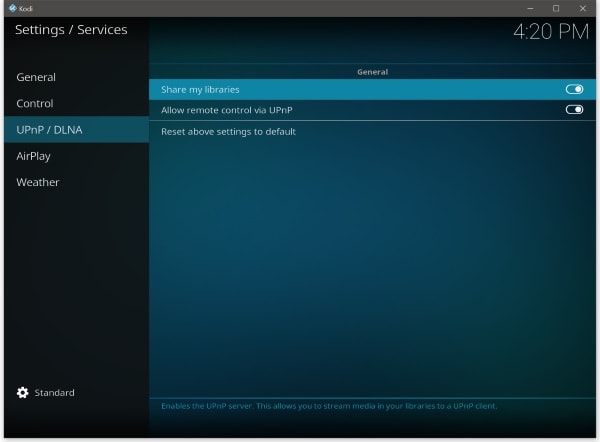 Kodi
Settings / Services
4:20 PM
General
Control
UPnP / DLNA
AirPlay
Weather
Standard
General
Share my libraries
Allow remote control via UPnP
Reset above settings to default
Enables the UPnP server. This allows you to stream media in your libraries to a UPnP client.